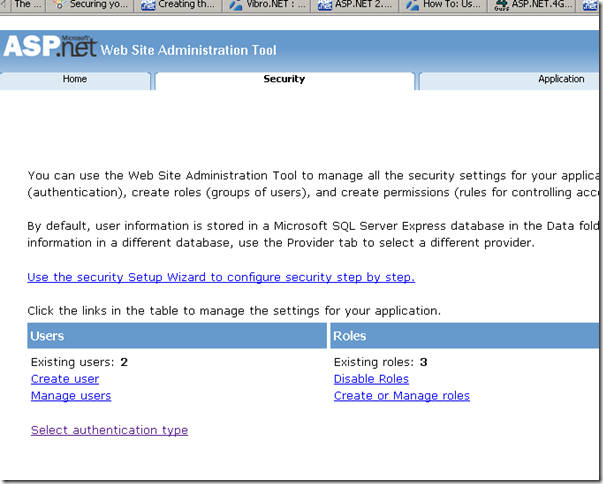 The ...
Securing yo...
Creating th...
Vibro.NET : ...
ASP.NET 2....
How To: Us...
ASP.NET.4G...
Microsoft
ASP.net Web Site Administration Tool
Home Security Application
You can use the Web Site Administration Tool to manage all the security settings for your applica
(authentication), create roles (groups of users), and create permissions (rules for controlling acc
By default, user information is stored in a Microsoft SQL Server Express database in the Data fold
information in a different database, use the Provider tab to select a different provider.
Use the security Setup Wizard to configure security step by step.
Click the links in the table to manage the settings for your application.
Users Roles
Existing users: 2 Existing roles: 3
Create user Disable Roles
Manage users Create or Manage roles
Select authentication type